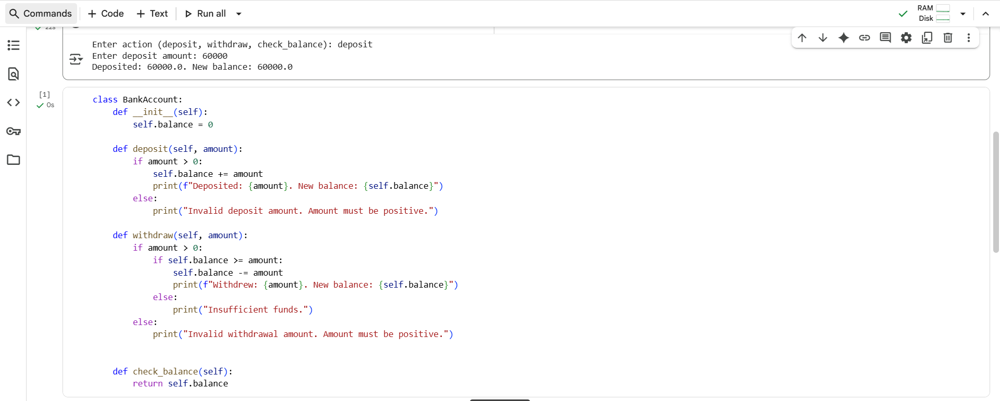 Commands + Code + Text Run all
RAM
Disk
22s
Enter action (deposit, withdraw, check_balance): deposit
Enter deposit amount: 60000
Deposited: 60000.0. New balance: 60000.0
[1]
0s
class BankAccount:
    def __init__(self):
        self.balance = 0

    def deposit(self, amount):
        if amount > 0:
            self.balance += amount
            print(f"Deposited: {amount}. New balance: {self.balance}")
        else:
            print("Invalid deposit amount. Amount must be positive.")

    def withdraw(self, amount):
        if amount > 0:
            if self.balance >= amount:
                self.balance -= amount
                print(f"Withdrew: {amount}. New balance: {self.balance}")
            else:
                print("Insufficient funds.")
        else:
            print("Invalid withdrawal amount. Amount must be positive.")


    def check_balance(self):
        return self.balance